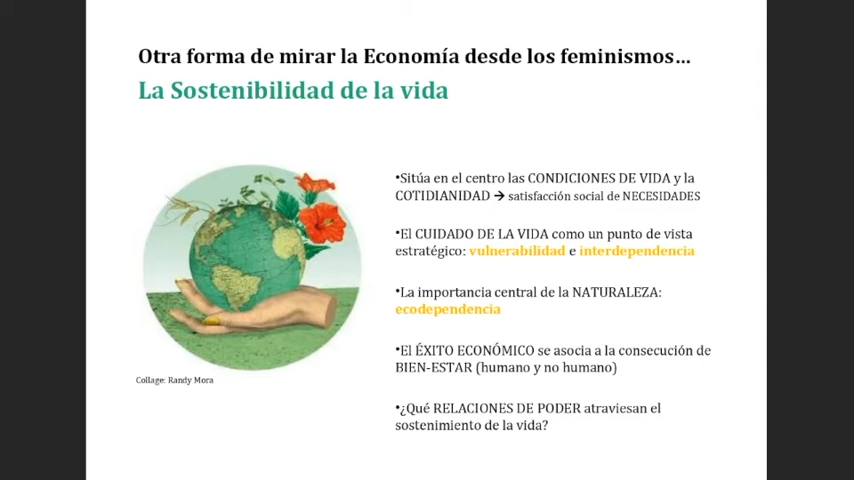 Otra forma de mirar la Economía desde los feminismos...
La Sostenibilidad de la vida
•Sitúa en el centro las CONDICIONES DE VIDA y la
COTIDIANIDAD → satisfacción social de NECESIDADES
•El CUIDADO DE LA VIDA como un punto de vista
estratégico: vulnerabilidad e interdependencia
•La importancia central de la NATURALEZA:
ecodependencia
•El ÉXITO ECONÓMICO se asocia a la consecución de
BIEN-ESTAR (humano y no humano)
•¿Qué RELACIONES DE PODER atraviesan el
sostenimiento de la vida?
Collage: Randy Mora